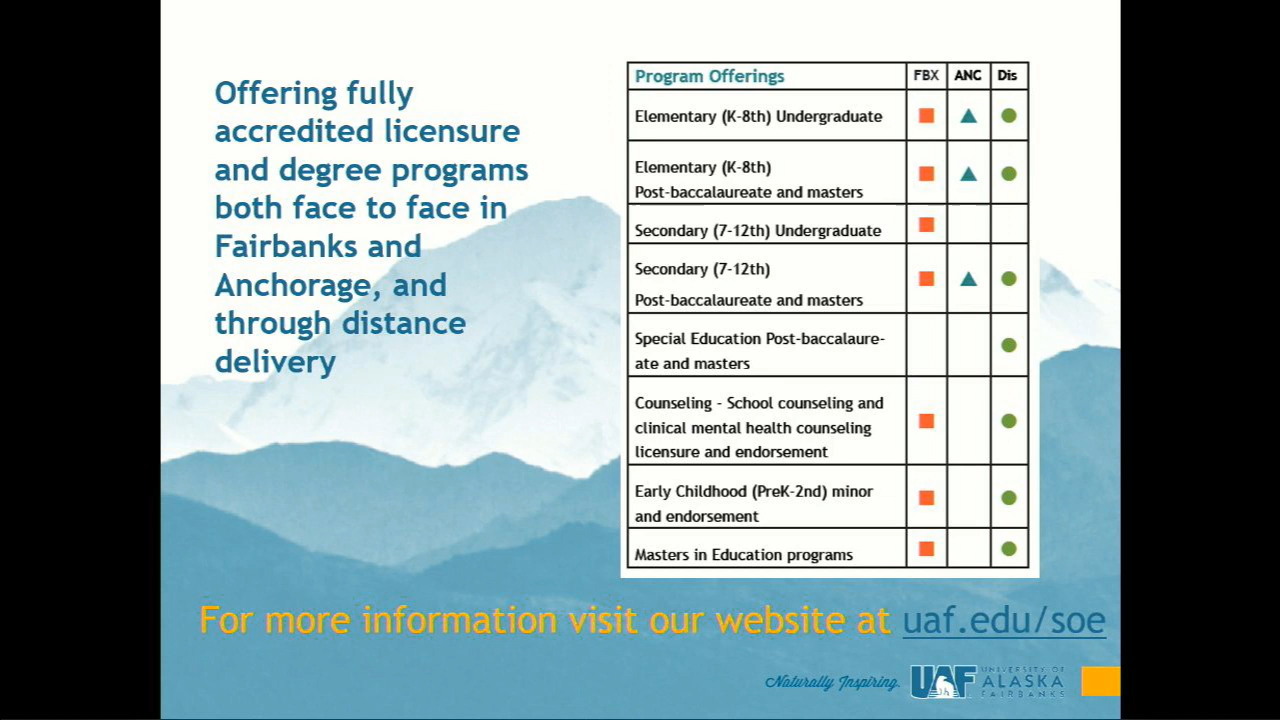 Offering fully
accredited licensure
and degree programs
both face to face in
Fairbanks and
Anchorage, and
through distance
delivery
Program Offerings FBX ANC Dis
Elementary (K-8th) Undergraduate
Elementary (K-8th)
Post-baccalaureate and masters
Secondary (7-12th) Undergraduate
Secondary (7-12th)
Post-baccalaureate and masters
Special Education Post-baccalaure-
ate and masters
Counseling - School counseling and
clinical mental health counseling
licensure and endorsement
Early Childhood (PreK-2nd) minor
and endorsement
Masters in Education programs
For more information visit our website at uaf.edu/soe
Naturally Inspiring.
UAF
UNIVERSITY OF
ALASKA
FAIRBANKS